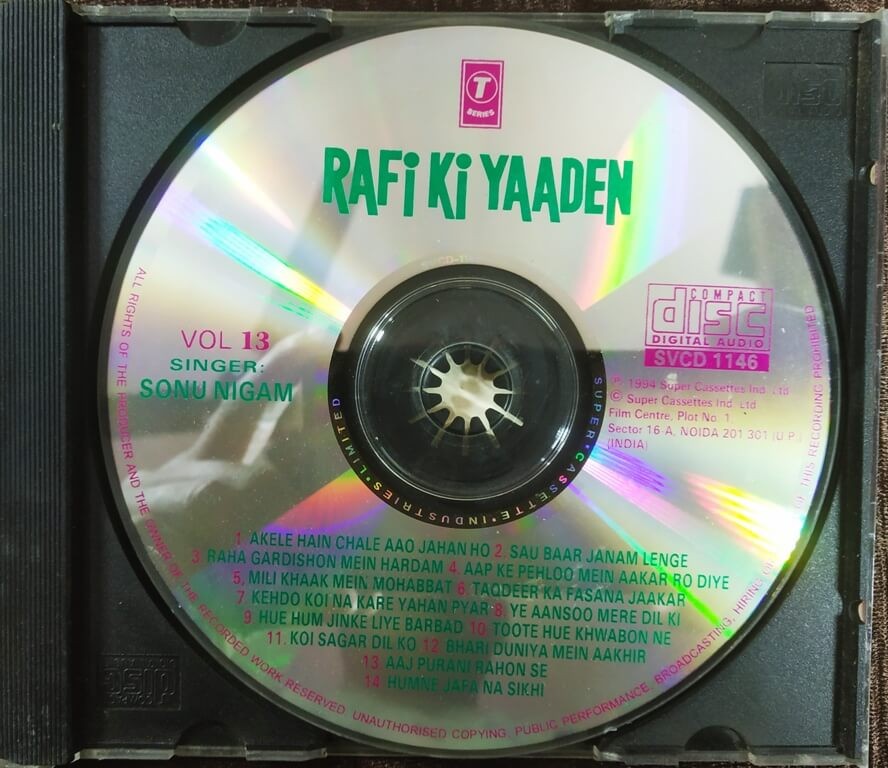 T
SERIES
RAFi Ki YAADEN
VOL 13
SINGER:
SONU NIGAM
COMPACT
disc
DIGITAL AUDIO
SVCD 1146
℗ 1994 Super Cassettes Ind. Ltd
© Super Cassettes Ind. Ltd
Film Centre, Plot No. 1,
Sector 16-A, NOIDA 201 301 (U.P.)
(INDIA)
SUPER • CASSETTE • INDUSTRIES • LIMITED
1. AKELE HAIN CHALE AAO JAHAN HO 2. SAU BAAR JANAM LENGE
3. RAHA GARDISHON MEIN HARDAM 4. AAP KE PEHLOO MEIN AAKAR RO DIYE
5. MILI KHAAK MEIN MOHABBAT 6. TAQDEER KA FASANA JAAKAR
7. KEHDO KOI NA KARE YAHAN PYAR 8. YE AANSOO MERE DIL KI
9. HUE HUM JINKE LIYE BARBAD 10. TOOTE HUE KHWABON NE
11. KOI SAGAR DIL KO 12. BHARI DUNIYA MEIN AAKHIR
13. AAJ PURANI RAHON SE
14. HUMNE JAFA NA SIKHI
ALL RIGHTS OF THE PRODUCER AND THE OWNER OF THE RECORDED WORK RESERVED. UNAUTHORISED COPYING, PUBLIC PERFORMANCE, BROADCASTING, HIRING OF THIS RECORDING PROHIBITED